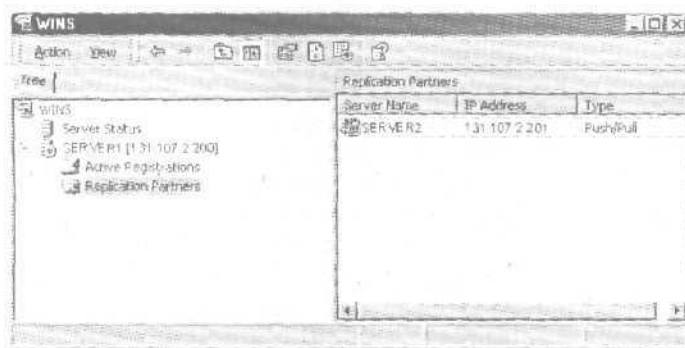 WINS
Action View
Tree
Replication Partners
WINS
Server Status
SERVER1 [131.107.2.200]
Active Registrations
Replication Partners
Server Name IP Address Type
SERVER2 131.107.2.201 Push/Pull